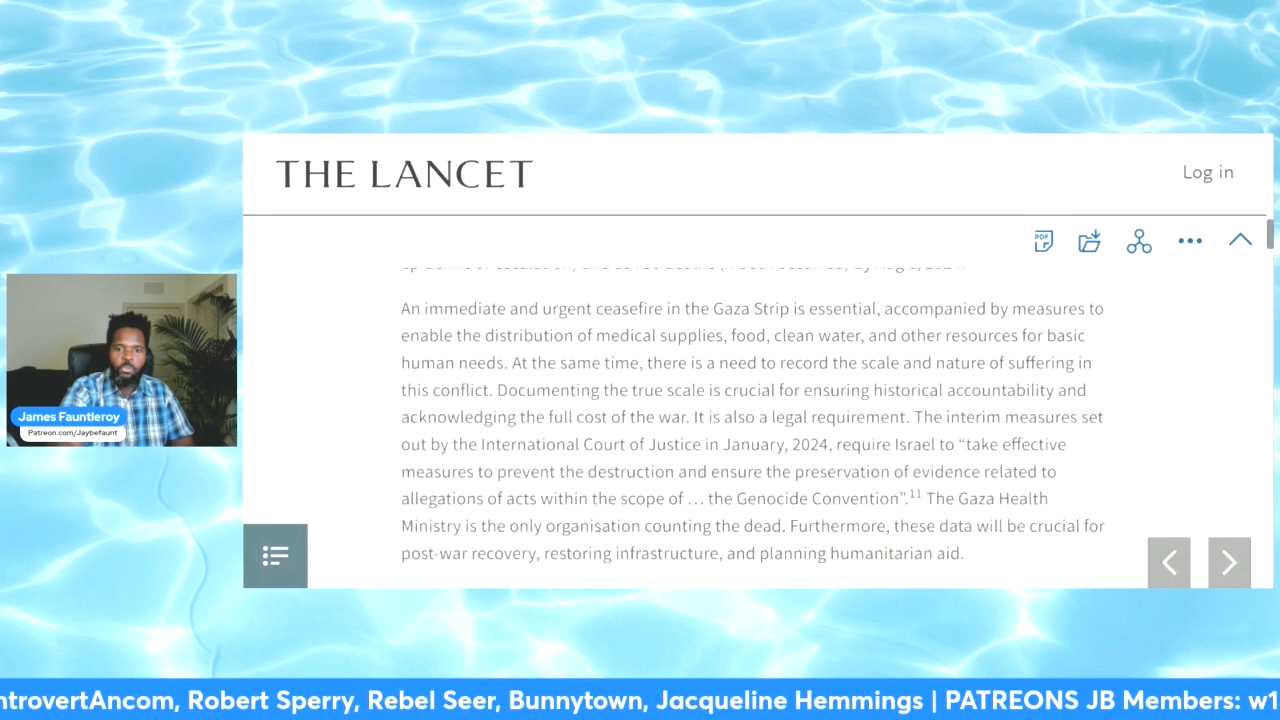 THE LANCET
Log in
PDF
An immediate and urgent ceasefire in the Gaza Strip is essential, accompanied by measures to
enable the distribution of medical supplies, food, clean water, and other resources for basic
human needs. At the same time, there is a need to record the scale and nature of suffering in
this conflict. Documenting the true scale is crucial for ensuring historical accountability and
acknowledging the full cost of the war. It is also a legal requirement. The interim measures set
out by the International Court of Justice in January, 2024, require Israel to “take effective
measures to prevent the destruction and ensure the preservation of evidence related to
allegations of acts within the scope of … the Genocide Convention”.11 The Gaza Health
Ministry is the only organisation counting the dead. Furthermore, these data will be crucial for
post-war recovery, restoring infrastructure, and planning humanitarian aid.
James Fauntleroy
Patreon.com/Jaybefaunt
ntrovertAncom, Robert Sperry, Rebel Seer, Bunnytown, Jacqueline Hemmings | PATREONS JB Members: w1